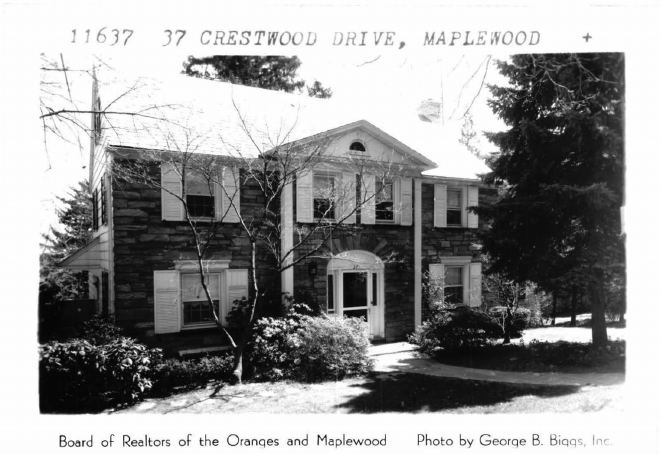 11637 37 CRESTWOOD DRIVE, MAPLEWOOD +
Board of Realtors of the Oranges and Maplewood Photo by George B. Biggs, Inc.